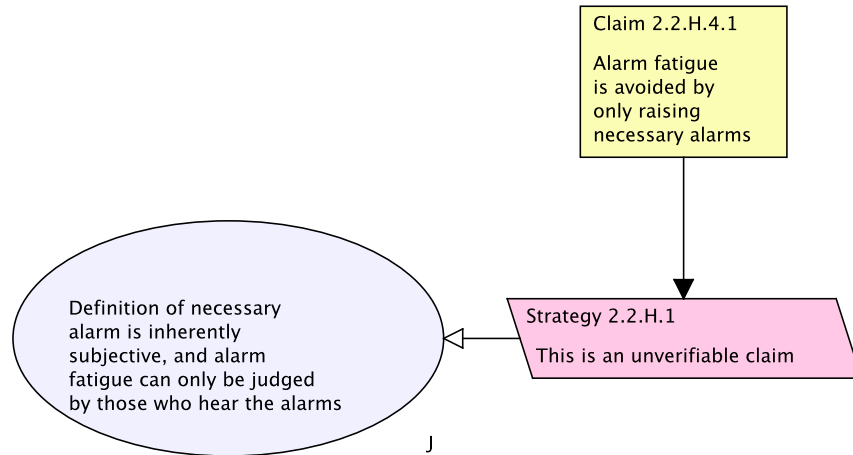 Claim 2.2.H.4.1
Alarm fatigue
is avoided by
only raising
necessary alarms
Definition of necessary
alarm is inherently
subjective, and alarm
fatigue can only be judged
by those who hear the alarms
J
Strategy 2.2.H.1
This is an unverifiable claim